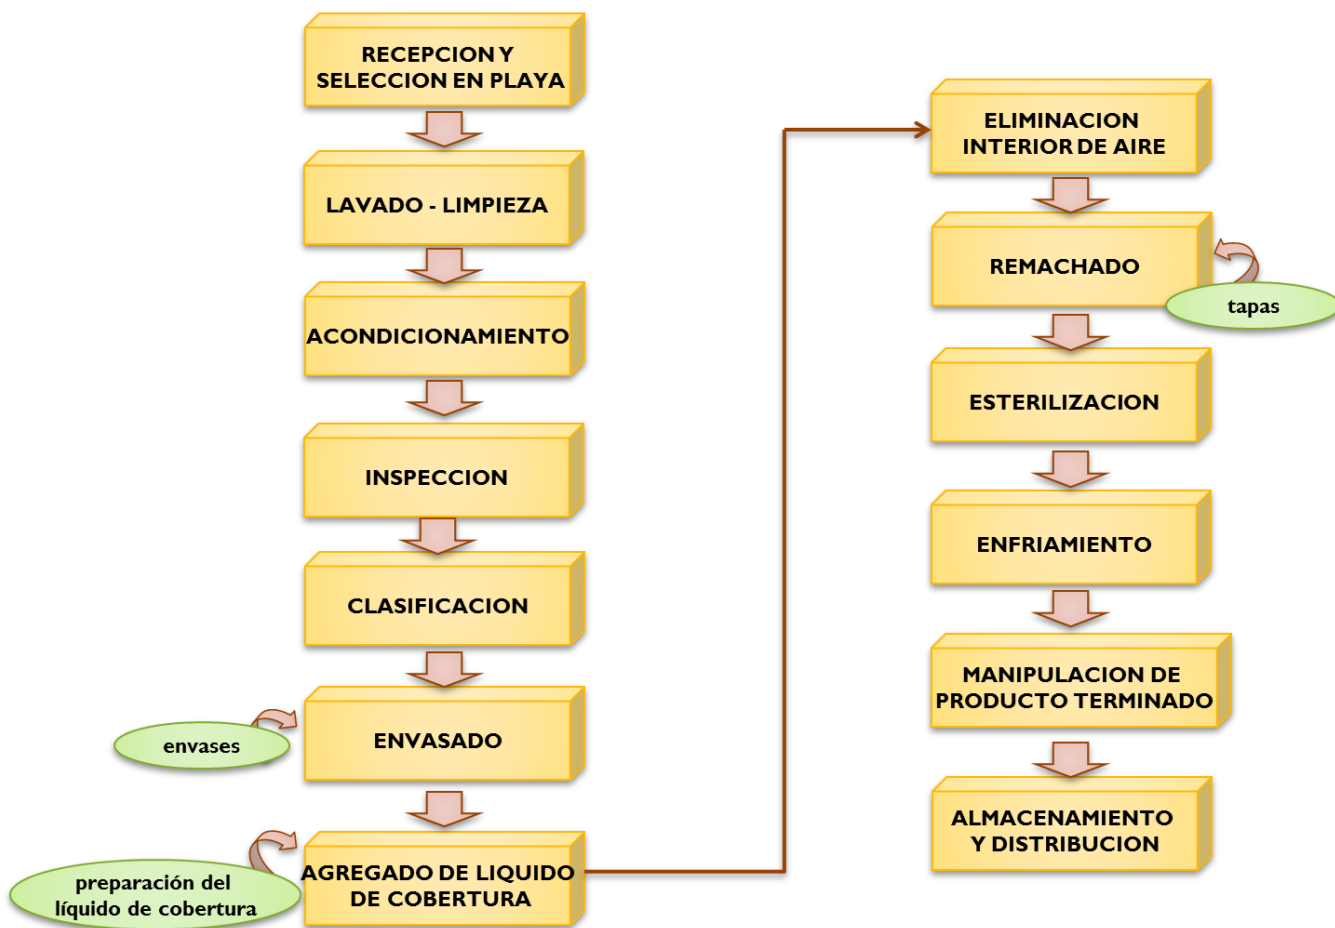 RECEPCION Y
SELECCION EN PLAYA
LAVADO - LIMPIEZA
ACONDICIONAMIENTO
INSPECCION
CLASIFICACION
envases
ENVASADO
preparación del
líquido de cobertura
AGREGADO DE LIQUIDO
DE COBERTURA
ELIMINACION
INTERIOR DE AIRE
REMACHADO
tapas
ESTERILIZACION
ENFRIAMIENTO
MANIPULACION DE
PRODUCTO TERMINADO
ALMACENAMIENTO
Y DISTRIBUCION